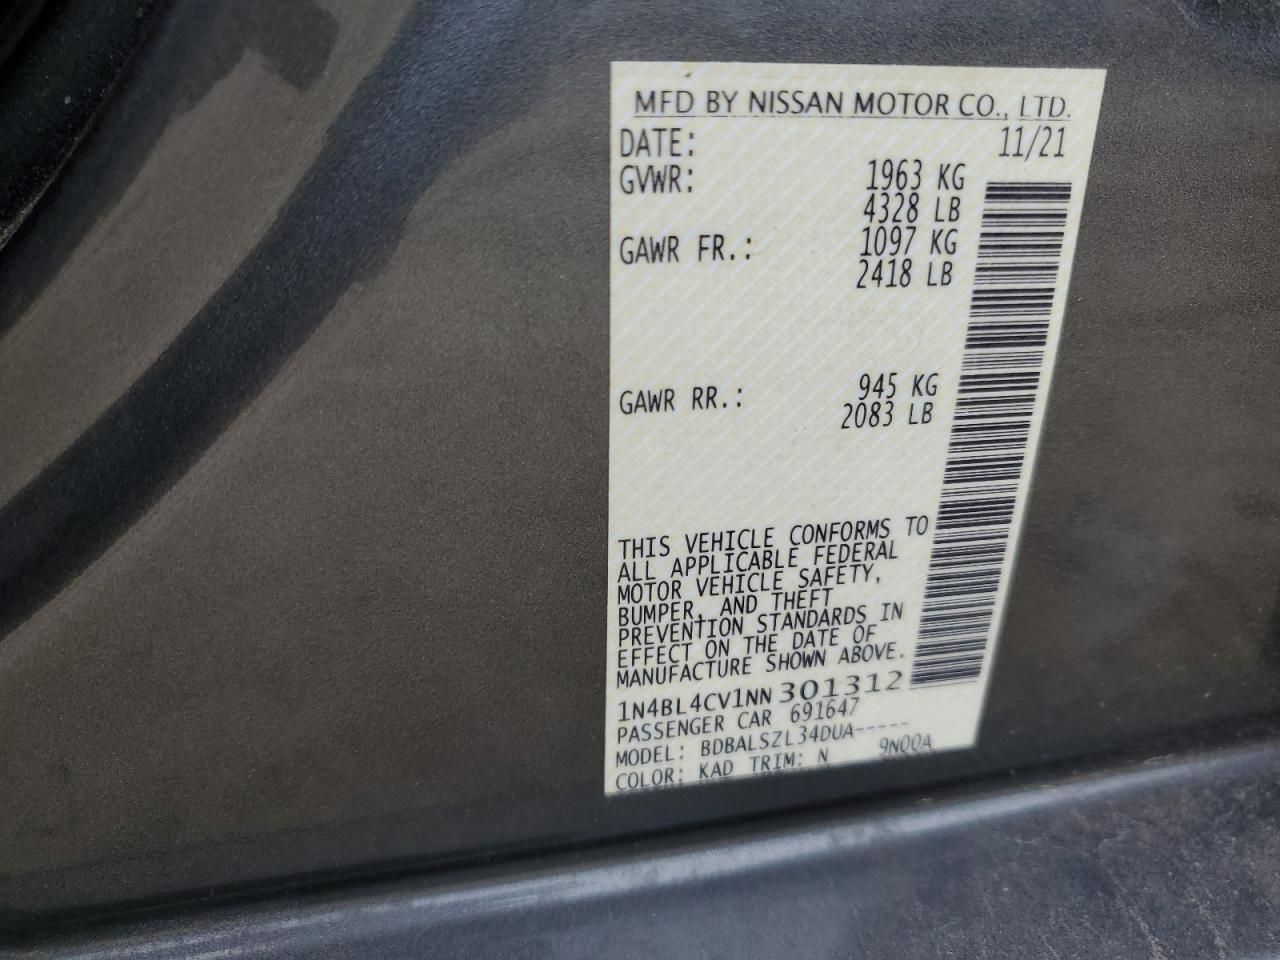 MFD BY NISSAN MOTOR CO., LTD.
DATE: 11/21
GVWR: 1963 KG
4328 LB
GAWR FR.: 1097 KG
2418 LB
GAWR RR.: 945 KG
2083 LB
THIS VEHICLE CONFORMS TO
ALL APPLICABLE FEDERAL
MOTOR VEHICLE SAFETY,
BUMPER, AND THEFT
PREVENTION STANDARDS IN
EFFECT ON THE DATE OF
MANUFACTURE SHOWN ABOVE.
1N4BL4CV1NN301312
PASSENGER CAR 691647
MODEL: BDBALSZL34DUA-----
COLOR: KAD TRIM: N 9N00A